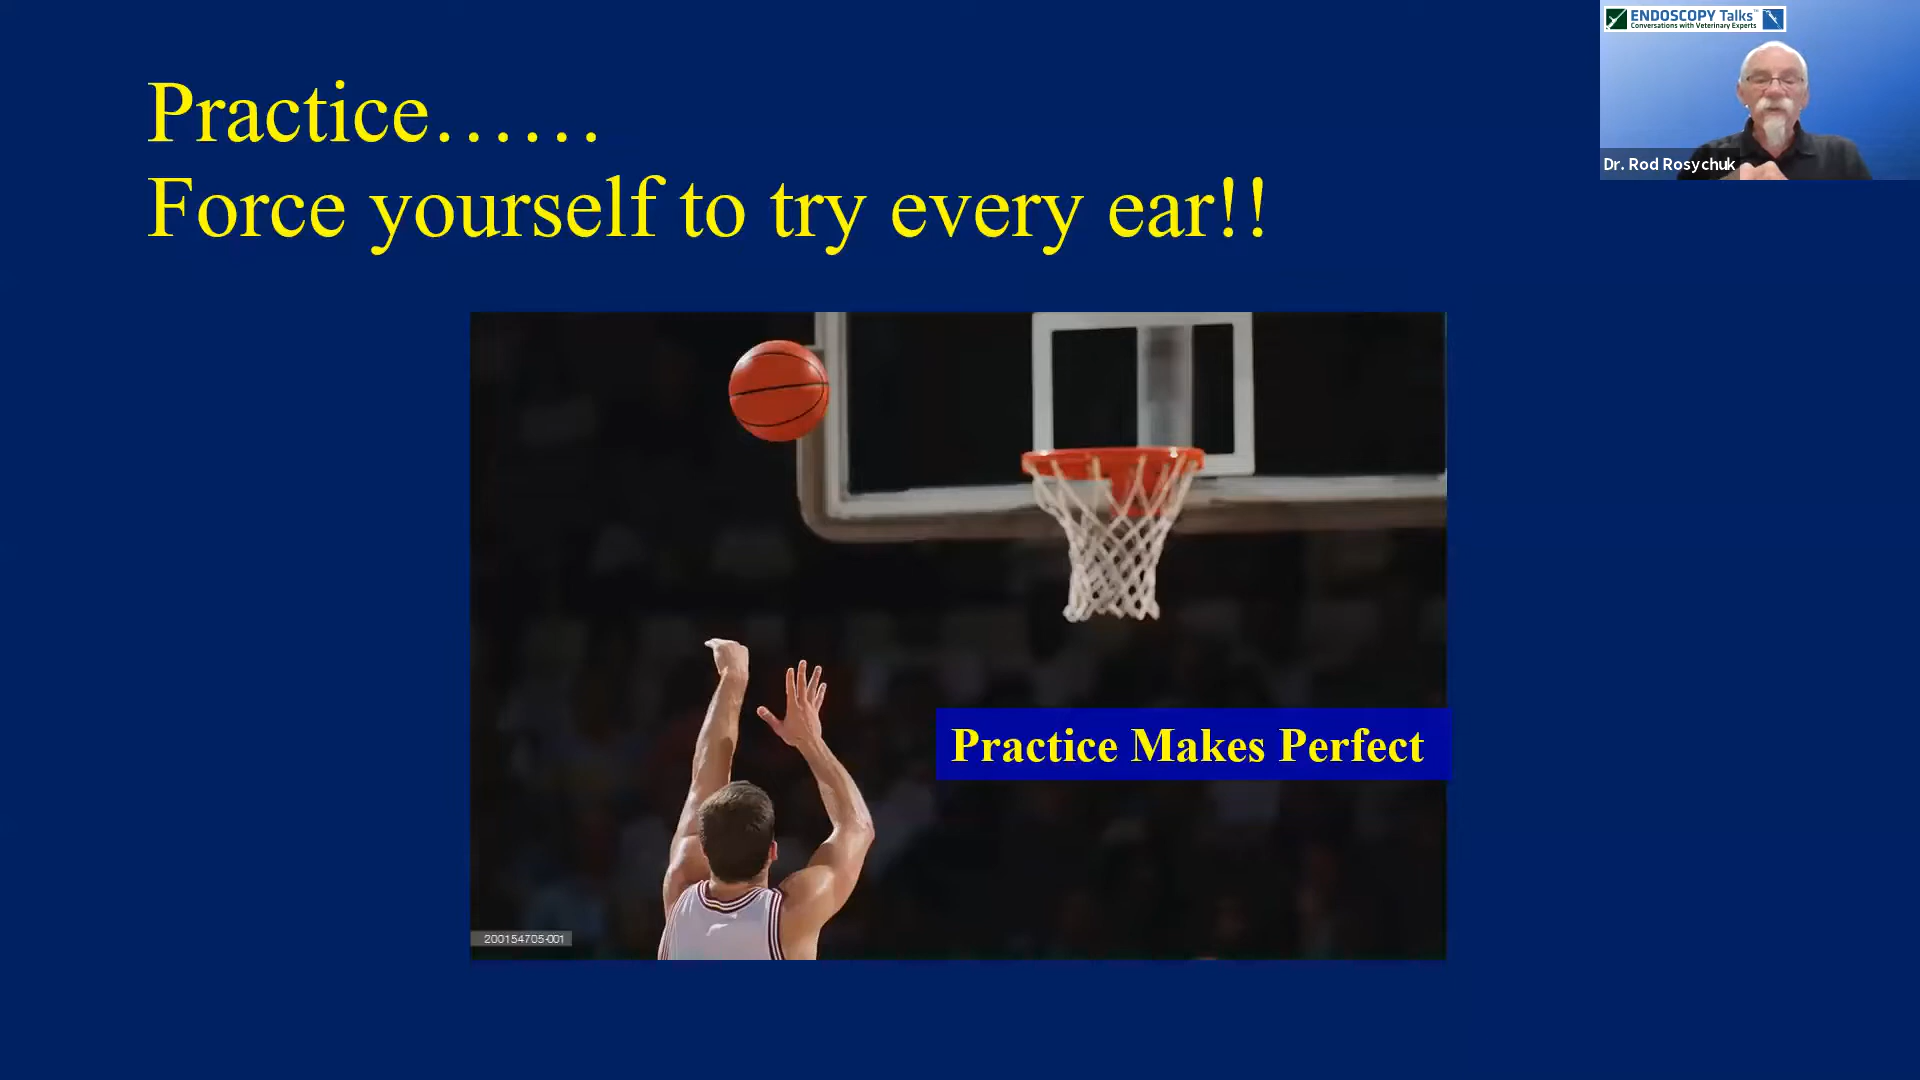 ENDOSCOPY Talks™
Conversations with Veterinary Experts
Dr. Rod Rosychuk
Practice......
Force yourself to try every ear!!
Practice Makes Perfect
200154705-001